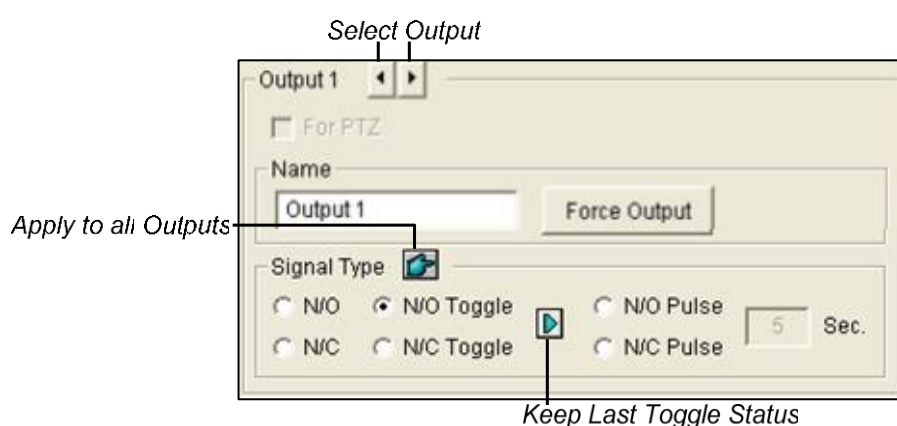 Select Output
Output 1
For PTZ
Name
Output 1 Force Output
Apply to all Outputs
Signal Type
N/O N/O Toggle N/O Pulse
5 Sec.
N/C N/C Toggle N/C Pulse
Keep Last Toggle Status